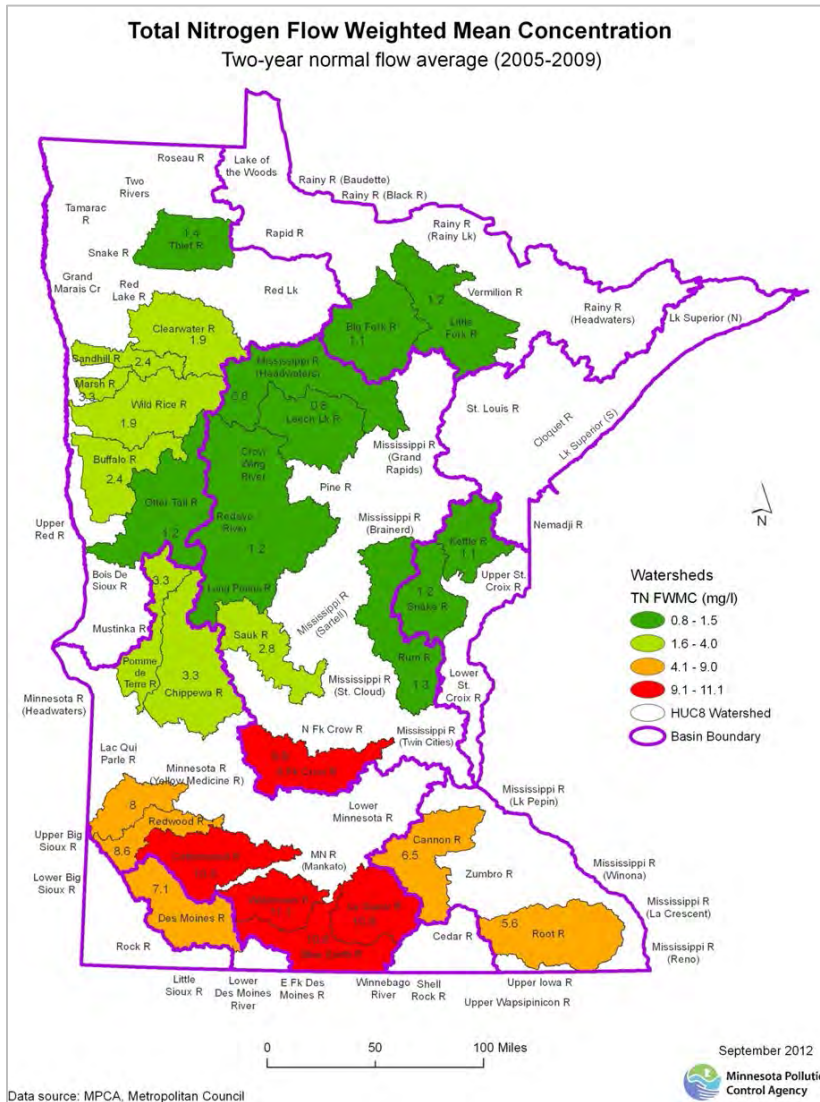 Total Nitrogen Flow Weighted Mean Concentration
Two-year normal flow average (2005-2009)
Roseau R
Lake of
the Woods
Two
Rivers
Rainy R (Baudette)
Rainy R (Black R)
Tamarac
R
1.4
Thief R
Rapid R
Rainy R
(Rainy Lk)
Snake R
Grand
Marais Cr
Red
Lake R
Red Lk
1.2
Vermilion R
Rainy R
(Headwaters)
Lk Superior (N)
Clearwater R
1.9
Big Fork R
1.1
Little
Fork R
Sandhill R
2.4
Mississippi R
(Headwaters)
Marsh R
3.3
Wild Rice R
1.9
0.8
0.8
Leech Lk R
St. Louis R
Cloquet R
Lk Superior (S)
Mississippi R
(Grand
Rapids)
Buffalo R
2.4
Crow
Wing
River
Pine R
Otter Tail R
1.2
Upper
Red R
Redeye
River
1.2
Mississippi R
(Brainerd)
Nemadji R
N
Kettle R
1.1
Bois De
Sioux R
3.3
Long Prairie R
1.2
Snake R
Upper St.
Croix R
Mustinka R
Mississippi R
(Sartell)
Sauk R
2.8
Rum R
1.3
Pomme
de
Terre R
3.3
Chippewa R
Mississippi R
(St. Cloud)
Lower
St.
Croix R
Minnesota R
(Headwaters)
N Fk Crow R
Mississippi R
(Twin Cities)
Watersheds
TN FWMC (mg/l)
0.8 - 1.5
1.6 - 4.0
4.1 - 9.0
9.1 - 11.1
HUC8 Watershed
Basin Boundary
Lac Qui
Parle R
Minnesota R
(Yellow Medicine R)
S Fk Crow R
Lower
Minnesota R
Mississippi R
(Lk Pepin)
8
Redwood R
8.6
Upper Big
Sioux R
Cannon R
6.5
MN R
(Mankato)
Zumbro R
Mississippi R
(Winona)
Lower Big
Sioux R
7.1
Des Moines R
11.1
Mississippi R
(La Crescent)
5.6
Root R
Rock R
Cedar R
Mississippi R
(Reno)
Little
Sioux R
Lower
Des Moines
River
E Fk Des
Moines R
Winnebago
River
Shell
Rock R
Upper Iowa R
Upper Wapsipinicon R
0 50 100 Miles
September 2012
Minnesota Pollutio
Control Agency
Data source: MPCA, Metropolitan Council